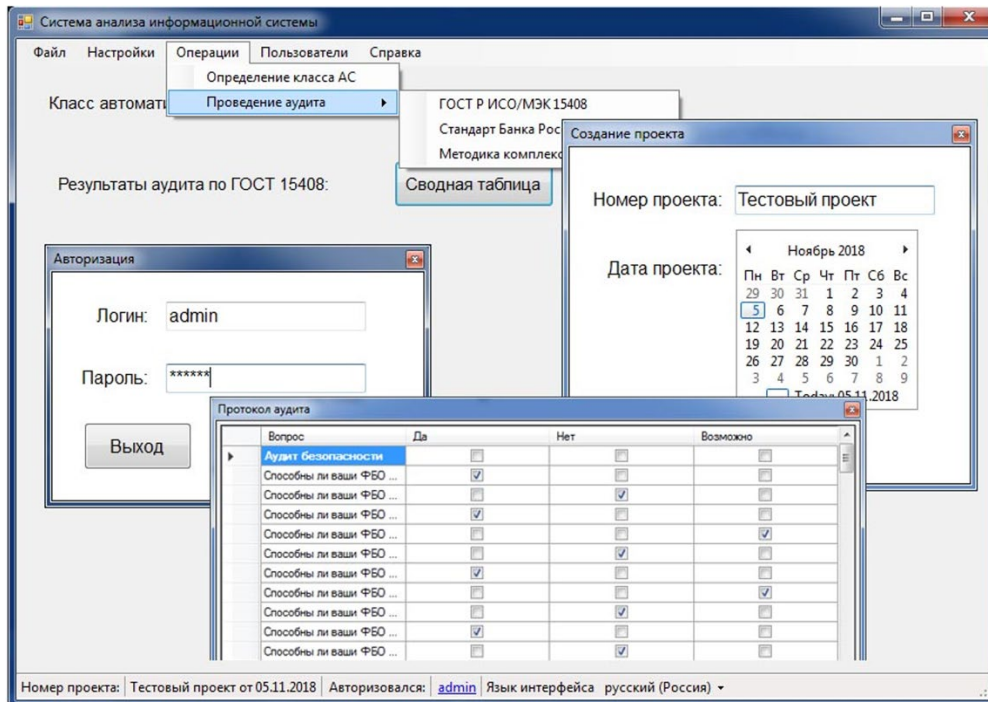 Система анализа информационной системы
Файл Настройки Операции Пользователи Справка
Определение класса АС
Класс
Проведение аудита
ГОСТ Р ИСО/МЭК 15408
Стандарт Банка
Методика
Создание проекта
Результаты аудита по ГОСТ 15408:
Сводная таблица
Номер проекта: Тестовый проект
Дата проекта:
Ноябрь 2018
Пн Вт Ср Чт Пт Сб Вс
29 30 31 1 2 3 4
5 6 7 8 9 10 11
12 13 14 15 16 17 18
19 20 21 22 23 24 25
26 27 28 29 30 1 2
3 4 5 6 7 8 9
Today: 05.11.2018
Авторизация
Логин: admin
Пароль: ******
Выход
Протокол аудита
Вопрос Да Нет Возможно
Аудит безопасности
Способны ли ваши ФБО ...
Способны ли ваши ФБО ...
Способны ли ваши ФБО ...
Способны ли ваши ФБО ...
Способны ли ваши ФБО ...
Способны ли ваши ФБО ...
Способны ли ваши ФБО ...
Способны ли ваши ФБО ...
Способны ли ваши ФБО ...
Способны ли ваши ФБО ...
Номер проекта: Тестовый проект от 05.11.2018 Авторизовался: admin Язык интерфейса русский (Россия)